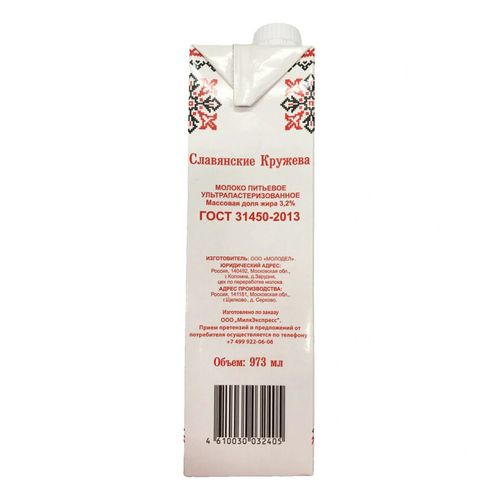 Славянские Кружева
МОЛОКО ПИТЬЕВОЕ
УЛЬТРАПАСТЕРИЗОВАННОЕ
Массовая доля жира 3,2%
ГОСТ 31450-2013
ИЗГОТОВИТЕЛЬ: ООО «МОЛОДЕЛ».
ЮРИДИЧЕСКИЙ АДРЕС:
Россия, 140492, Московская обл.,
г.Коломна, д.Зарудня,
цех по переработке молока.
АДРЕС ПРОИЗВОДСТВА:
Россия, 141181, Московская обл.,
г.Щелково , д. Серково.
Изготовлено по заказу
ООО „МилкЭкспресс".
Прием претензий и предложений от
потребителя осуществляется по телефону
+7 499 922-06-06
Объем: 973 мл
4 610030 032405